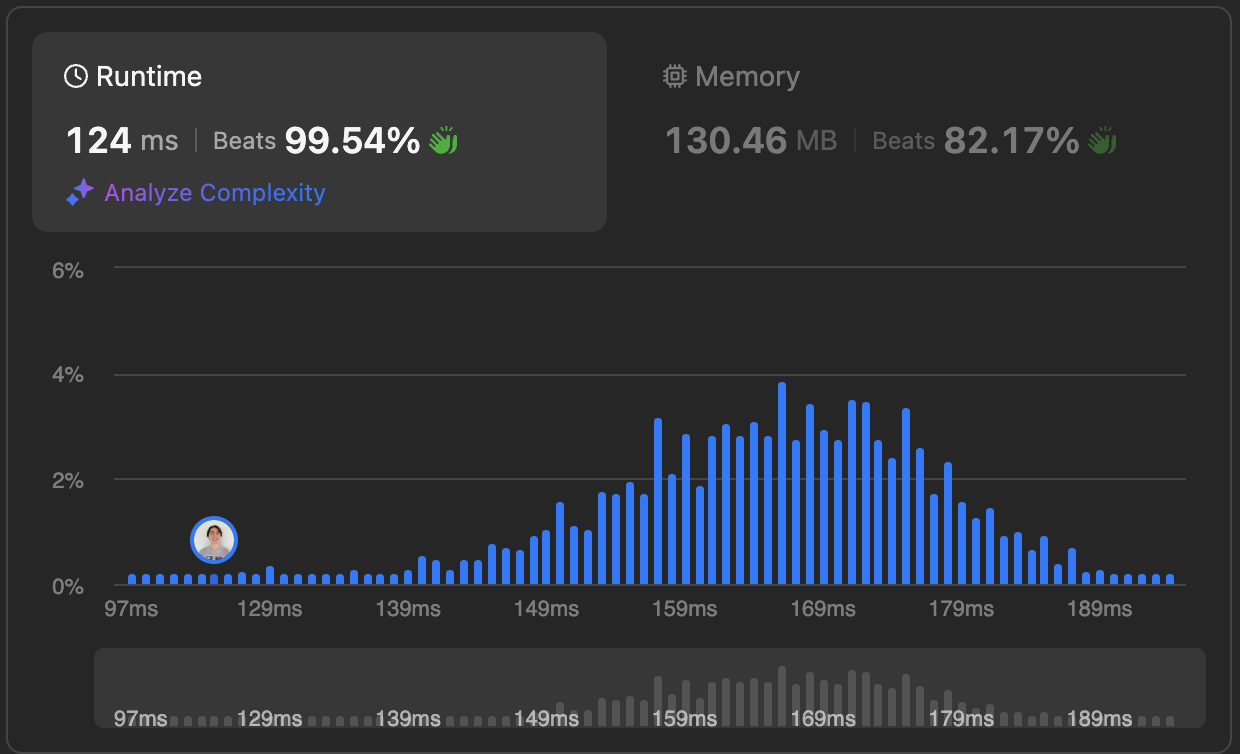 Runtime
124 ms | Beats 99.54%
Analyze Complexity
Memory
130.46 MB | Beats 82.17%
6%
4%
2%
0%
97ms 129ms 139ms 149ms 159ms 169ms 179ms 189ms
97ms 129ms 139ms 149ms 159ms 169ms 179ms 189ms